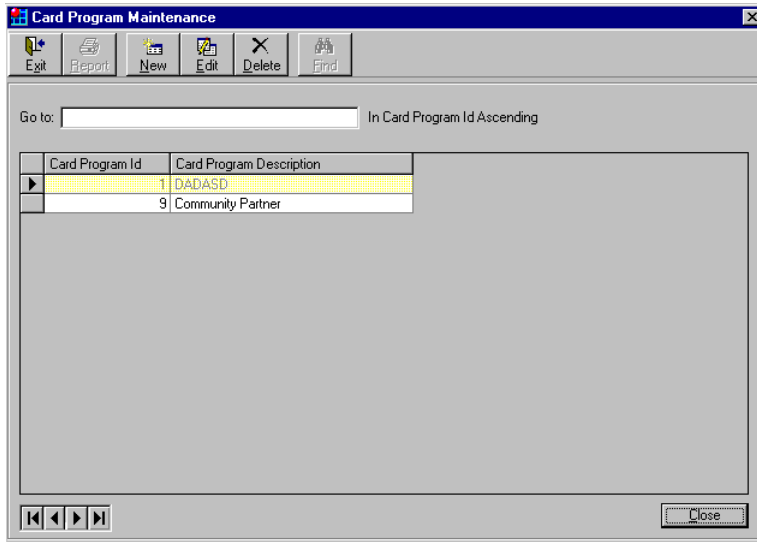 Card Program Maintenance
Exit Report New Edit Delete Find
Go to: In Card Program Id Ascending
Card Program Id Card Program Description
1 DADASD
9 Community Partner
Close